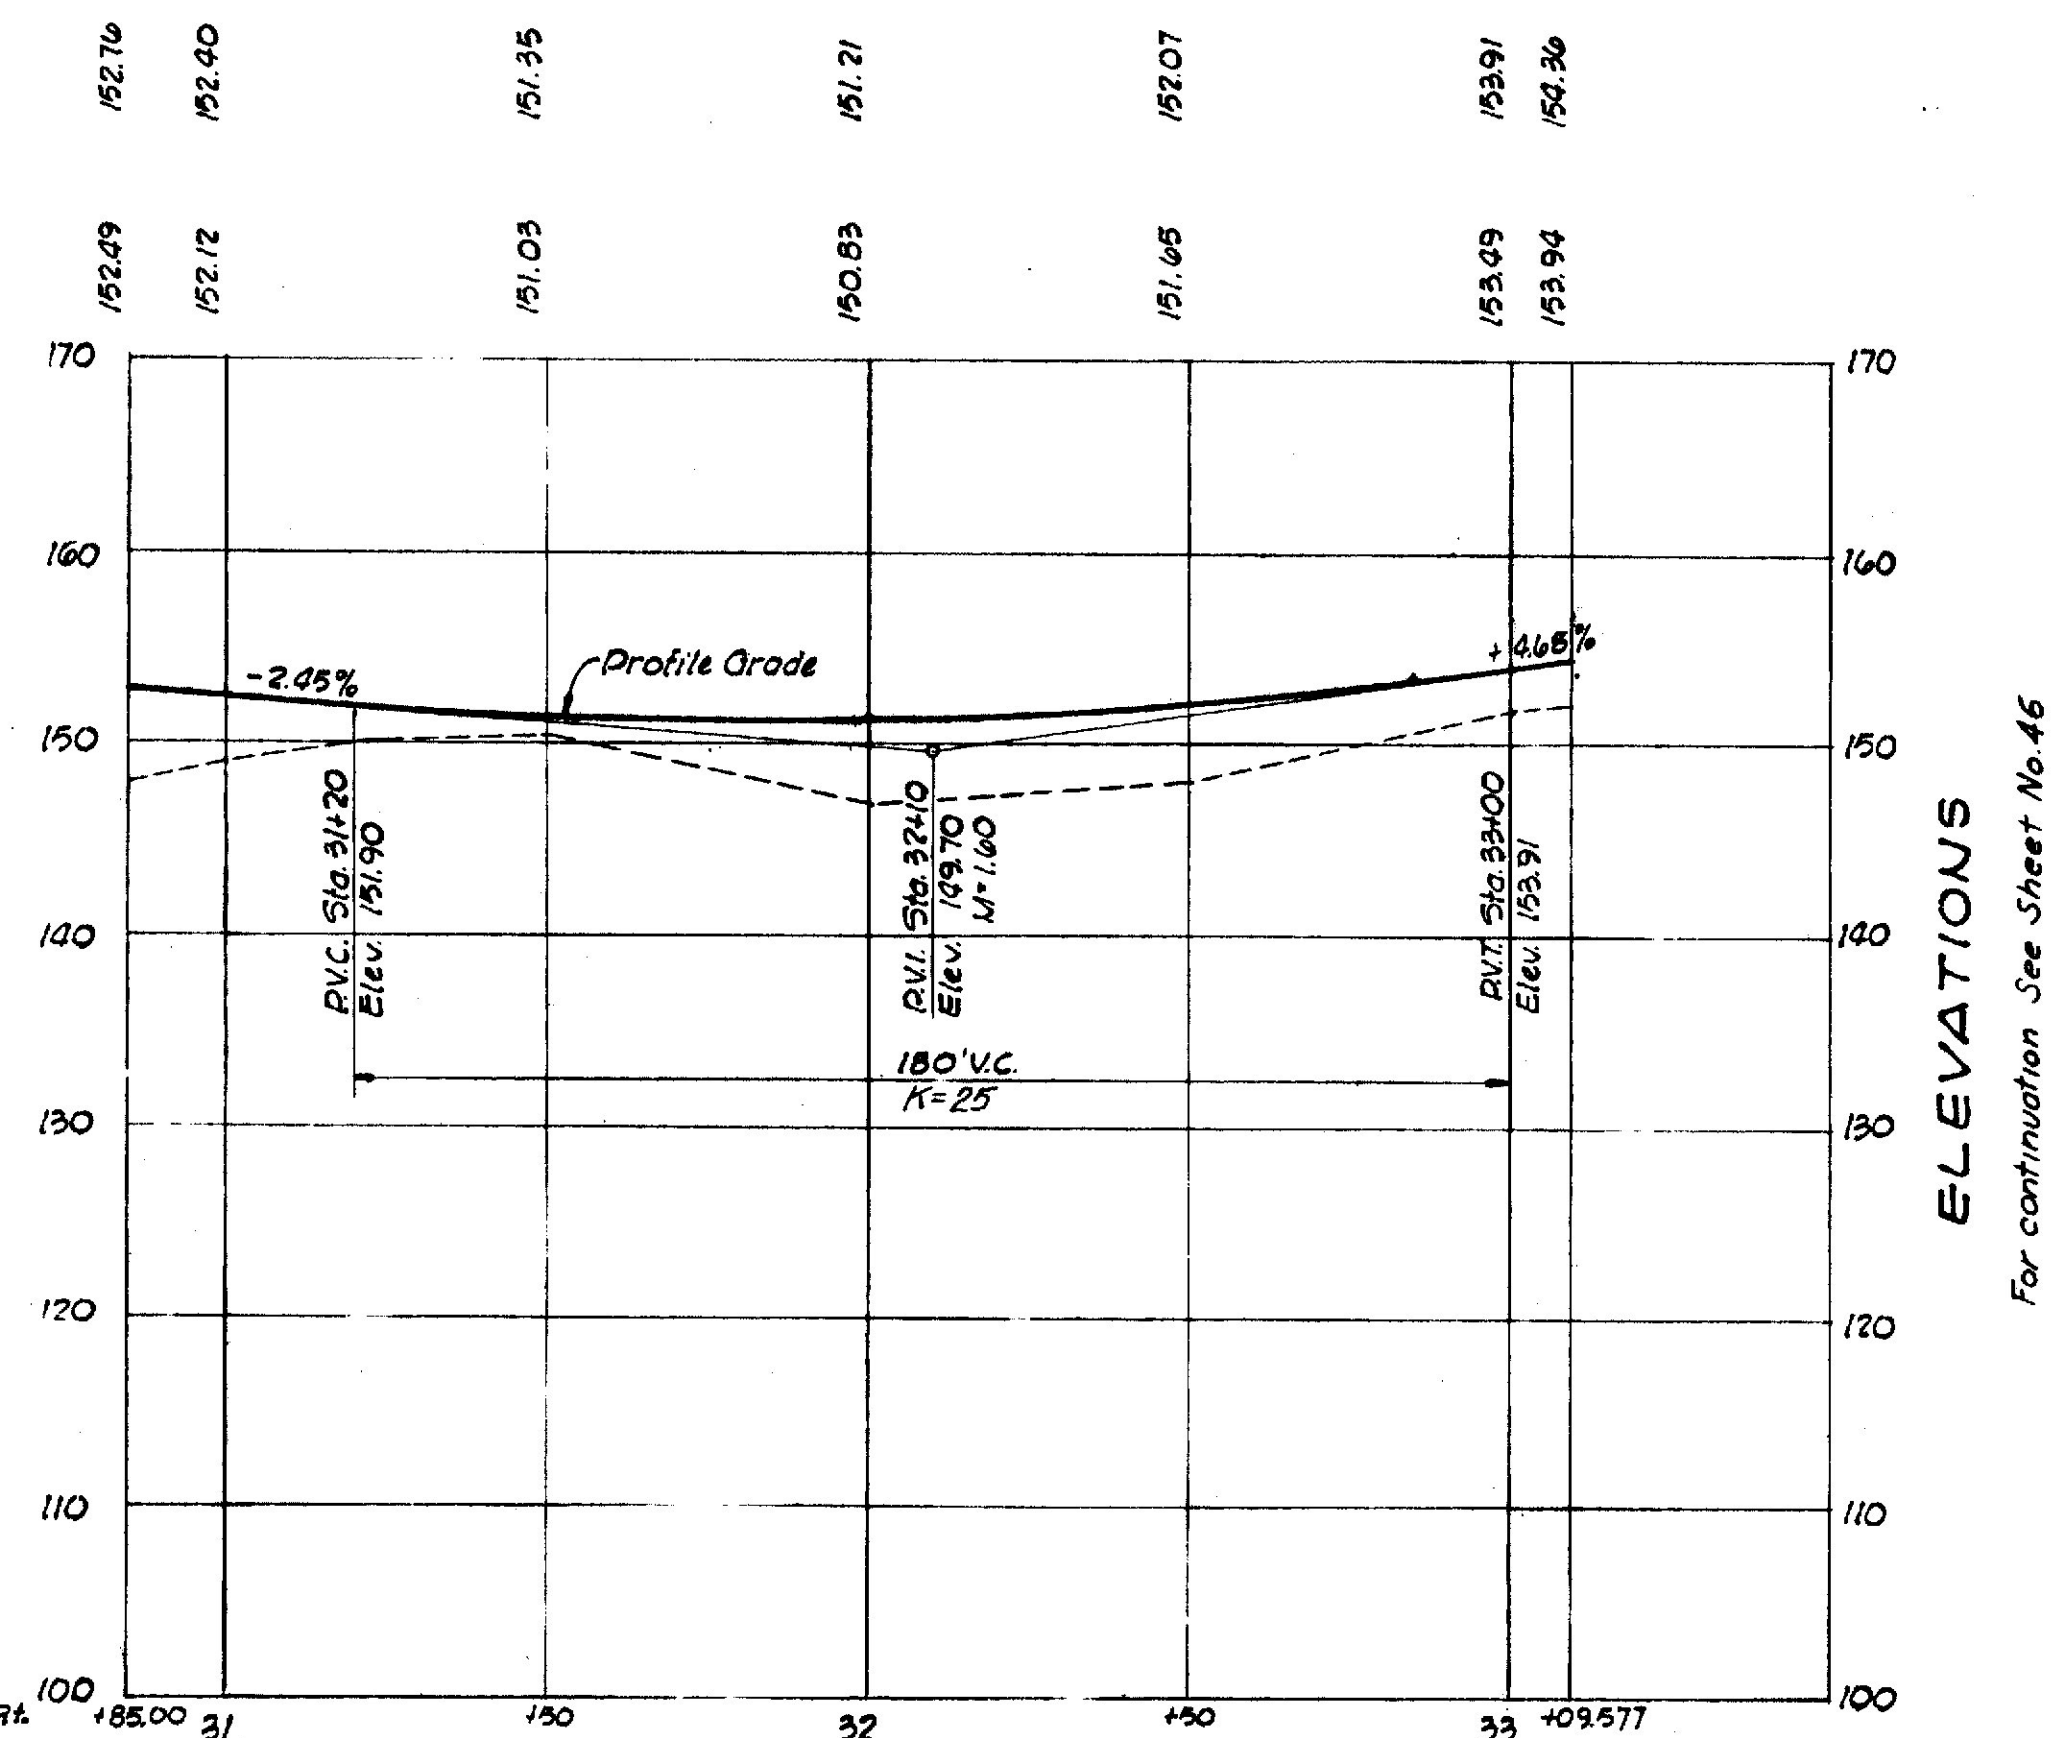 152.76 152.40 151.35 151.21 152.07 153.91 154.36
152.49 152.12 151.03 150.83 151.65 153.49 153.94
170 170
160 160
150 150
140 140
130 130
120 120
110 110
100 100
-2.45%
Profile Grade
+4.68%
P.V.C. Sta. 31+20
Elev. 151.90
P.V.I. Sta. 32+10
Elev. 149.70
M=1.60
P.V.T. Sta. 33+00
Elev. 153.91
180' V.C.
K=25
ELEVATIONS
For continuation See Sheet No. 46
+85.00 31 +50 32 +50 33 +09.577